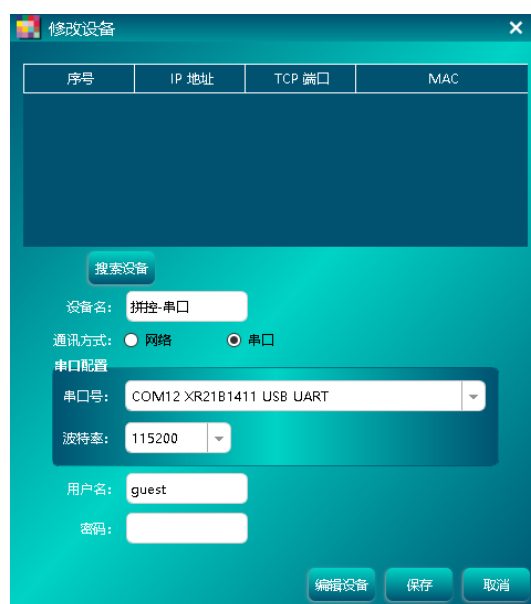 修改设备
序号 IP 地址 TCP 端口 MAC
搜索设备
设备名: 拼控-串口
通讯方式: 网络 串口
串口配置
串口号: COM12 XR21B1411 USB UART
波特率: 115200
用户名: guest
密码:
编辑设备 保存 取消